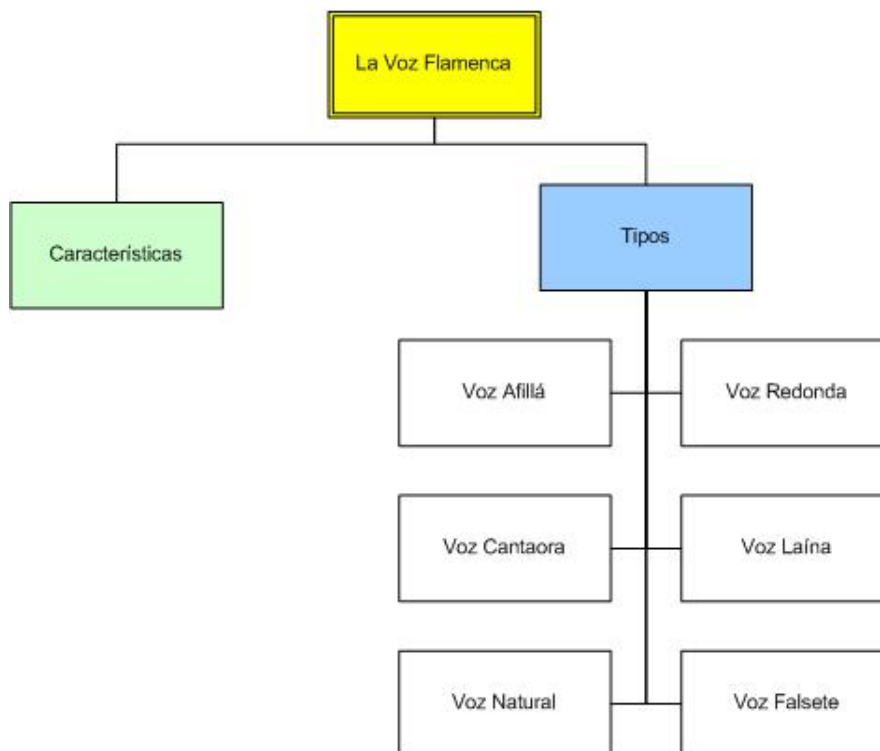 La Voz Flamenca
Características
Tipos
Voz Afillá
Voz Redonda
Voz Cantaora
Voz Laína
Voz Natural
Voz Falsete